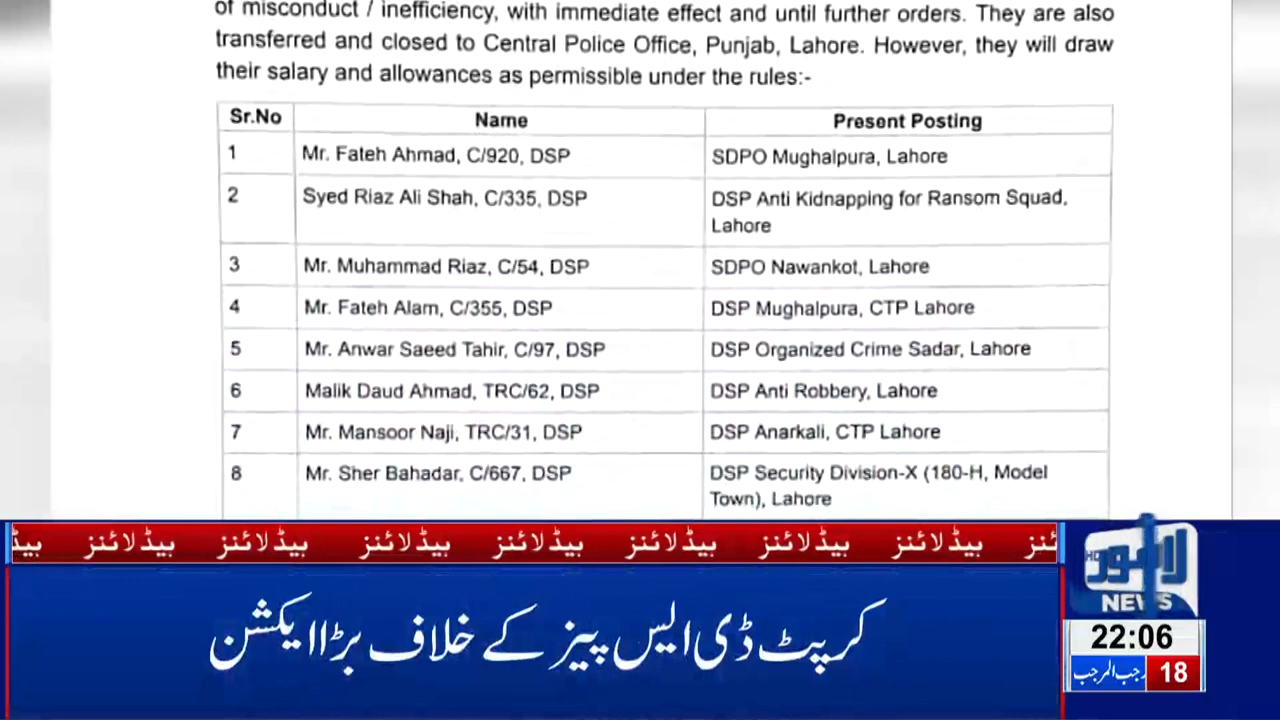 of misconduct / inefficiency, with immediate effect and until further orders. They are also
transferred and closed to Central Police Office, Punjab, Lahore. However, they will draw
their salary and allowances as permissible under the rules:-
Sr.No Name Present Posting
1 Mr. Fateh Ahmad, C/920, DSP SDPO Mughalpura, Lahore
2 Syed Riaz Ali Shah, C/335, DSP DSP Anti Kidnapping for Ransom Squad,
Lahore
3 Mr. Muhammad Riaz, C/54, DSP SDPO Nawankot, Lahore
4 Mr. Fateh Alam, C/355, DSP DSP Mughalpura, CTP Lahore
5 Mr. Anwar Saeed Tahir, C/97, DSP DSP Organized Crime Sadar, Lahore
6 Malik Daud Ahmad, TRC/62, DSP DSP Anti Robbery, Lahore
7 Mr. Mansoor Naji, TRC/31, DSP DSP Anarkali, CTP Lahore
8 Mr. Sher Bahadar, C/667, DSP DSP Security Division-X (180-H, Model
Town), Lahore
ئنز ہیڈلائنز ہیڈلائنز ہیڈلائنز ہیڈلائنز ہیڈلائنز ہیڈلائنز ہیڈلائنز ہیڈ
کرپٹ ڈی ایس پیز کے خلاف بڑا ایکشن
لاہور
HD
NEWS
22:06
18 رجب المرجب